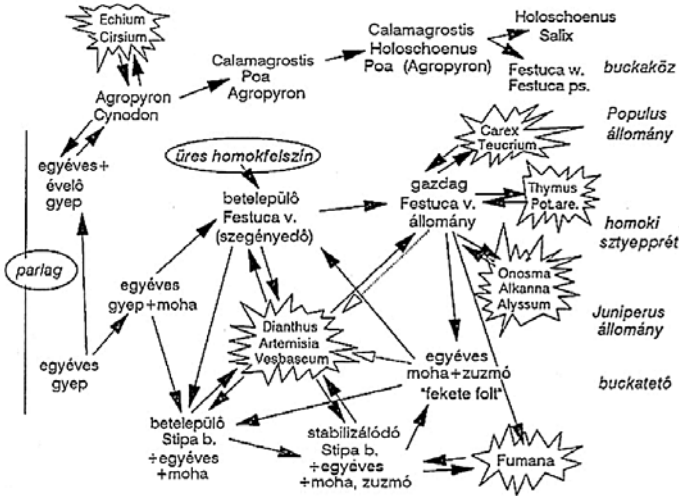 Echium
Cirsium
Agropyron
Cynodon
Calamagrostis
Poa
Agropyron
Calamagrostis
Holoschoenus
Poa (Agropyron)
Holoschoenus
Salix
Festuca w.
Festuca ps.
buckaköz
egyéves+
évelő
gyep
üres homokfelszín
Carex
Teucrium
Populus
állomány
betelepülő
Festuca v.
(szegényedő)
gazdag
Festuca v.
állomány
Thymus
Pot.are.
homoki
sztyepprét
parlag
egyéves
gyep+moha
Onosma
Alkanna
Alyssum
Dianthus
Artemisia
Vesbascum
Juniperus
állomány
egyéves
gyep
egyéves
moha+zuzmó
"fekete folt"
buckatető
betelepülő
Stipa b.
+egyéves
+moha
stabilizálódó
Stipa b.
+egyéves
+moha, zuzmó
Fumana